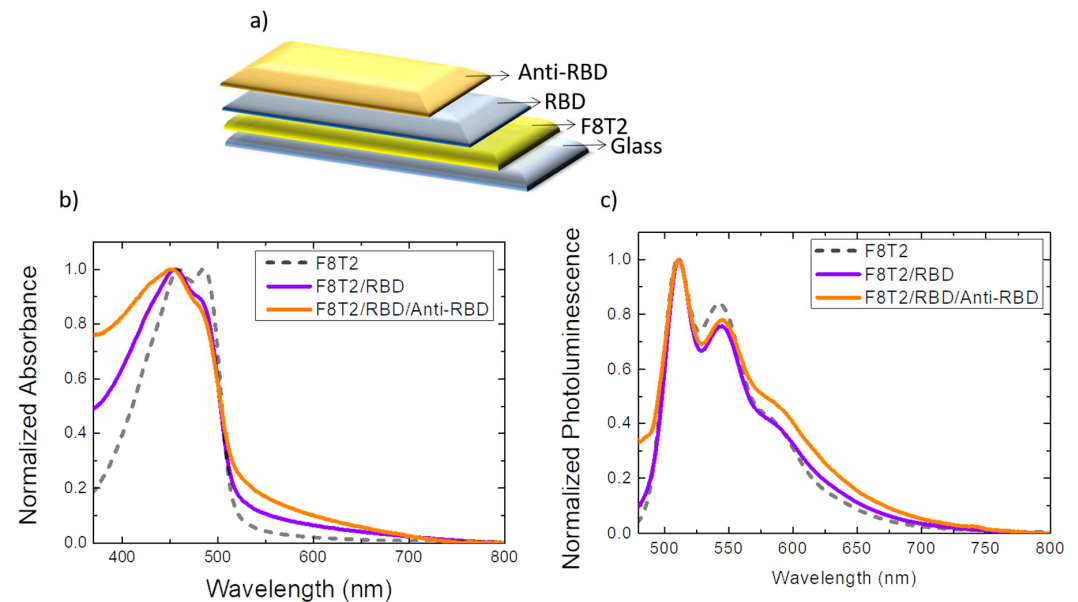 a)
Anti-RBD
RBD
F8T2
Glass
b)
Normalized Absorbance
1.0
0.8
0.6
0.4
0.2
0.0
400 500 600 700 800
Wavelength (nm)
F8T2
F8T2/RBD
F8T2/RBD/Anti-RBD
c)
Normalized Photoluminescence
1.0
0.8
0.6
0.4
0.2
0.0
500 550 600 650 700 750 800
Wavelength (nm)
F8T2
F8T2/RBD
F8T2/RBD/Anti-RBD